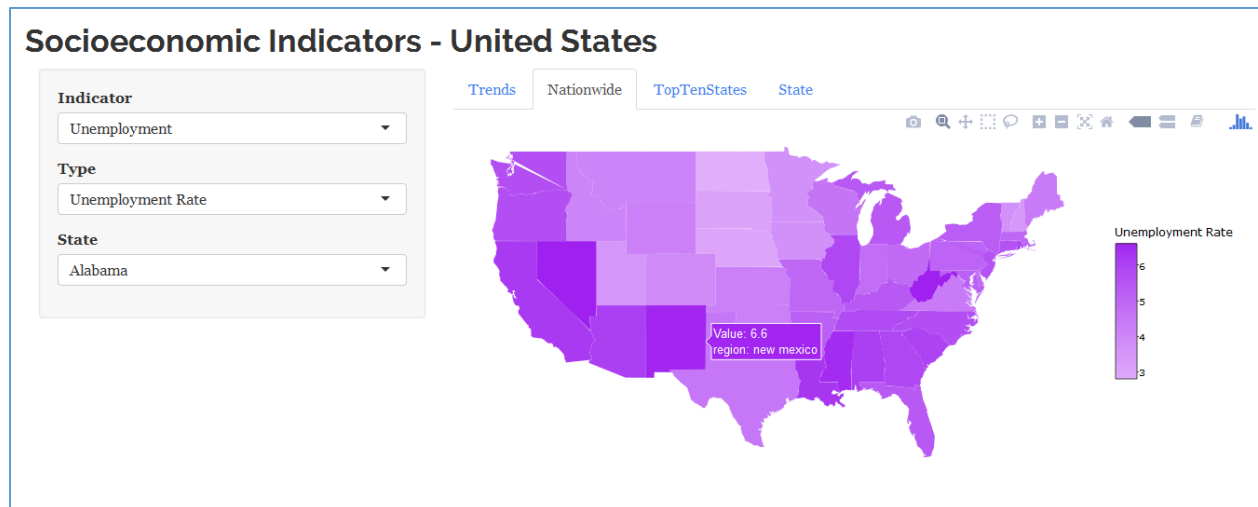 Socioeconomic Indicators - United States
Indicator
Unemployment
Type
Unemployment Rate
State
Alabama
Trends
Nationwide
TopTenStates
State
Unemployment Rate
6
5
4
3
Value: 6.6
region: new mexico